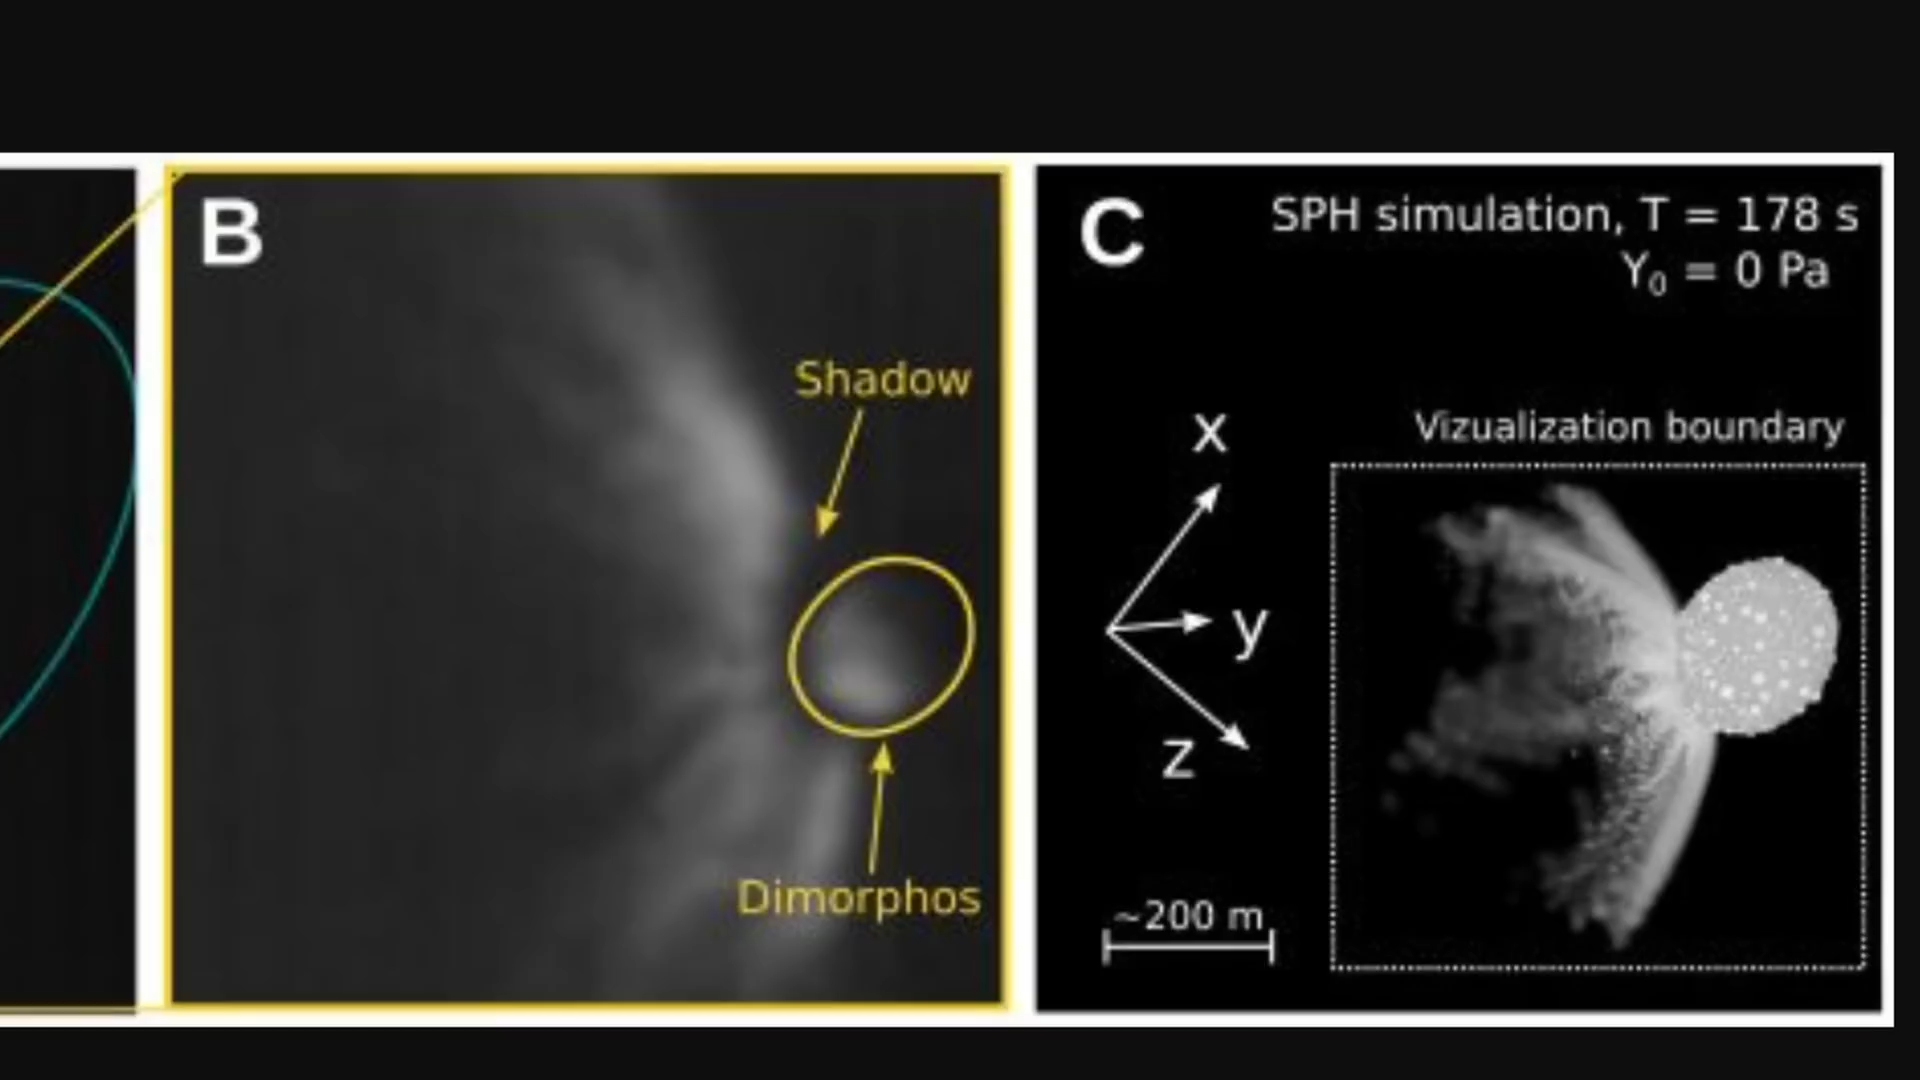 B
Shadow
Dimorphos
C
SPH simulation, T = 178 s
Y₀ = 0 Pa
Vizualization boundary
x
y
z
~200 m